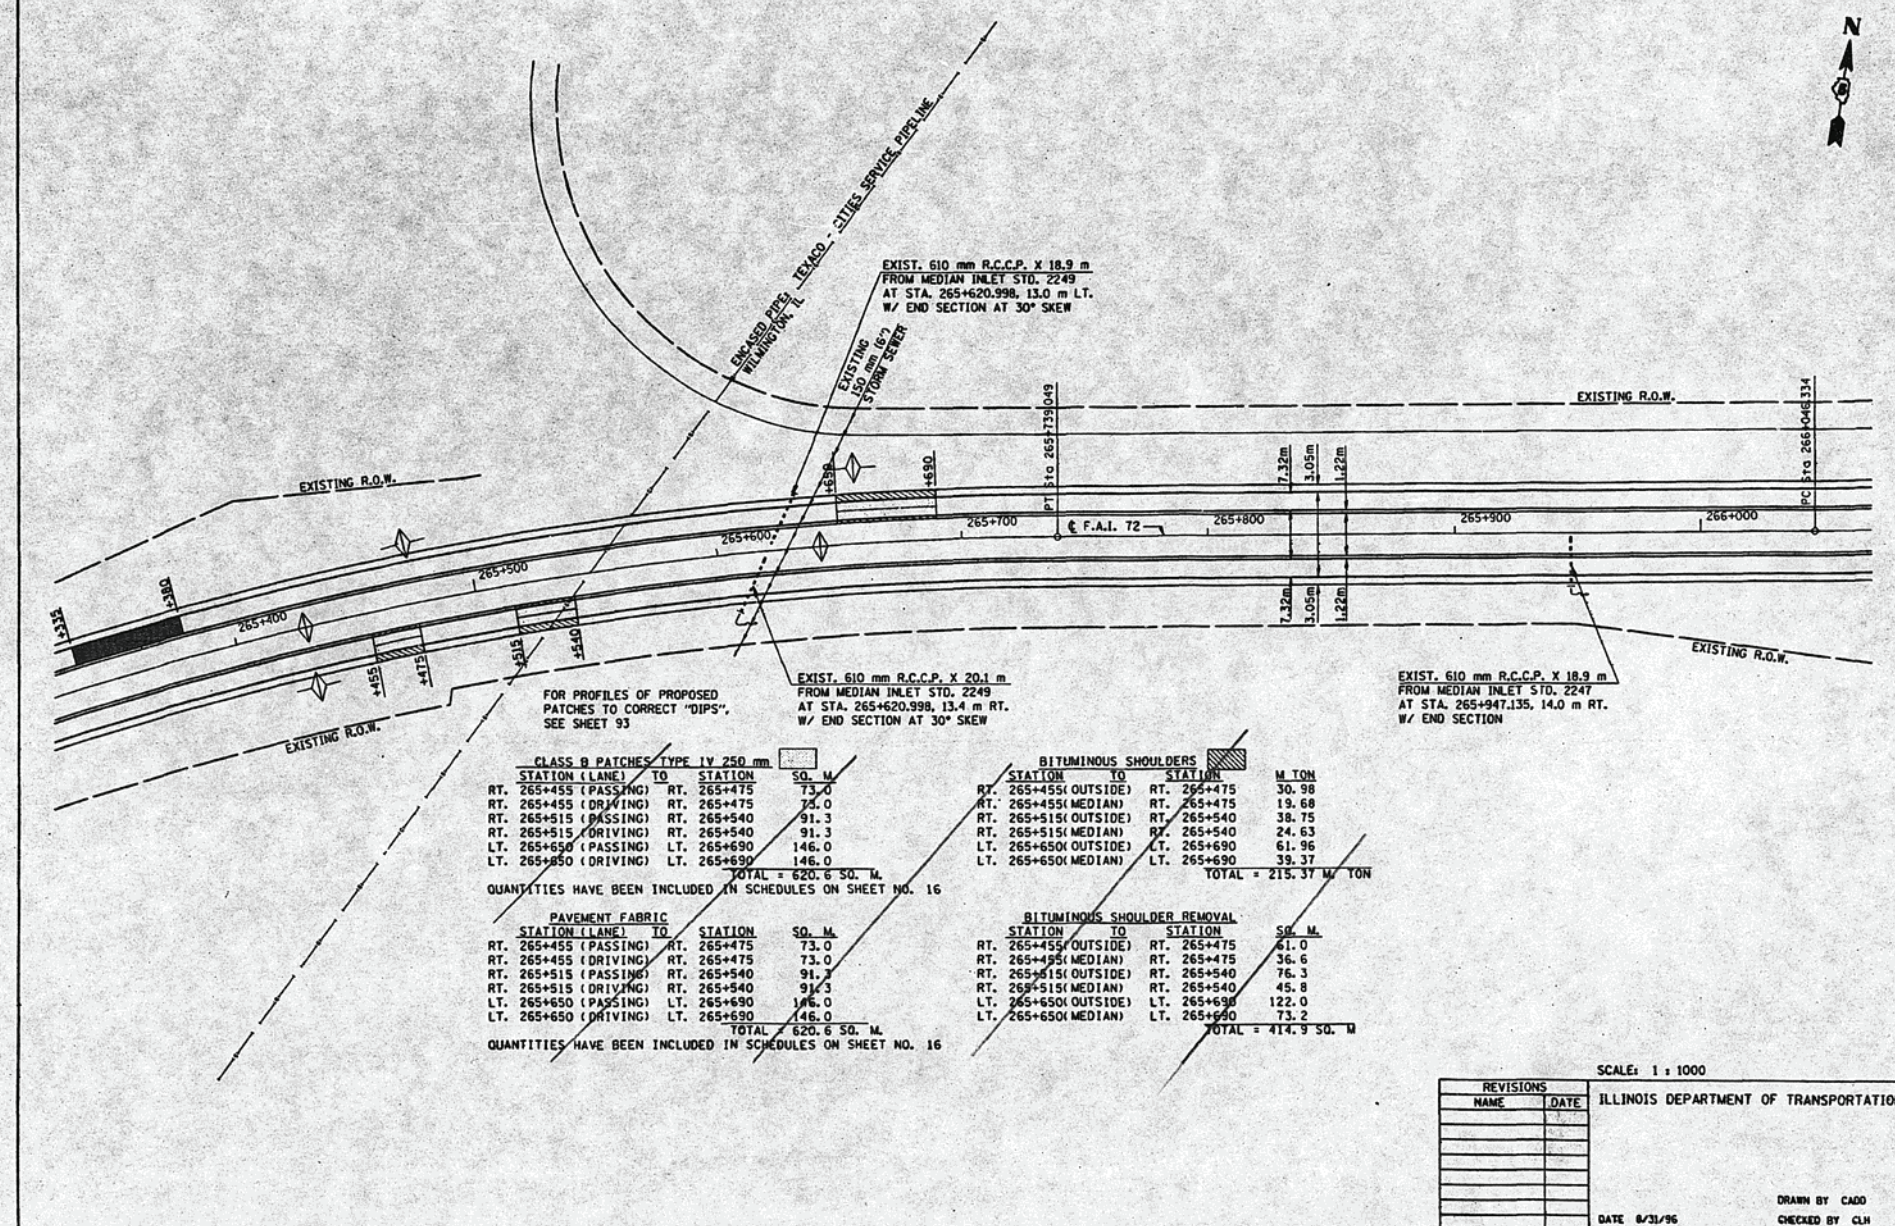 N
ENCASED PIPE, TEXACO - CITIES SERVICE PIPELINE
WILMINGTON, IL
EXIST. 610 mm R.C.C.P. X 18.9 m
FROM MEDIAN INLET STD. 2249
AT STA. 265+620.998, 13.0 m LT.
W/ END SECTION AT 30° SKEW
EXISTING
150 mm (6")
STORM SEWER
EXISTING R.O.W.
EXISTING R.O.W.
PT Sta 265+739.049
PC Sta 266+046.334
+650
+690
7.32m
3.05m
1.22m
℄ F.A.I. 72
265+400
265+500
265+600
265+700
265+800
265+900
266+000
+335
+380
+455
+475
+515
+540
7.32m
3.05m
1.22m
EXISTING R.O.W.
EXISTING R.O.W.
FOR PROFILES OF PROPOSED
PATCHES TO CORRECT "DIPS",
SEE SHEET 93
EXIST. 610 mm R.C.C.P. X 20.1 m
FROM MEDIAN INLET STD. 2249
AT STA. 265+620.998, 13.4 m RT.
W/ END SECTION AT 30° SKEW
EXIST. 610 mm R.C.C.P. X 18.9 m
FROM MEDIAN INLET STD. 2247
AT STA. 265+947.135, 14.0 m RT.
W/ END SECTION
CLASS B PATCHES TYPE IV 250 mm
STATION (LANE) TO STATION SQ. M.
RT. 265+455 (PASSING) RT. 265+475 73.0
RT. 265+455 (DRIVING) RT. 265+475 73.0
RT. 265+515 (PASSING) RT. 265+540 91.3
RT. 265+515 (DRIVING) RT. 265+540 91.3
LT. 265+650 (PASSING) LT. 265+690 146.0
LT. 265+650 (DRIVING) LT. 265+690 146.0
TOTAL = 620.6 SQ. M.
QUANTITIES HAVE BEEN INCLUDED IN SCHEDULES ON SHEET NO. 16
BITUMINOUS SHOULDERS
STATION TO STATION M TON
RT. 265+455(OUTSIDE) RT. 265+475 30.98
RT. 265+455(MEDIAN) RT. 265+475 19.68
RT. 265+515(OUTSIDE) RT. 265+540 38.75
RT. 265+515(MEDIAN) RT. 265+540 24.63
LT. 265+650(OUTSIDE) LT. 265+690 61.96
LT. 265+650(MEDIAN) LT. 265+690 39.37
TOTAL = 215.37 M. TON
PAVEMENT FABRIC
STATION (LANE) TO STATION SQ. M.
RT. 265+455 (PASSING) RT. 265+475 73.0
RT. 265+455 (DRIVING) RT. 265+475 73.0
RT. 265+515 (PASSING) RT. 265+540 91.3
RT. 265+515 (DRIVING) RT. 265+540 91.3
LT. 265+650 (PASSING) LT. 265+690 146.0
LT. 265+650 (DRIVING) LT. 265+690 146.0
TOTAL = 620.6 SQ. M.
QUANTITIES HAVE BEEN INCLUDED IN SCHEDULES ON SHEET NO. 16
BITUMINOUS SHOULDER REMOVAL
STATION TO STATION SQ. M.
RT. 265+455(OUTSIDE) RT. 265+475 61.0
RT. 265+455(MEDIAN) RT. 265+475 36.6
RT. 265+515(OUTSIDE) RT. 265+540 76.3
RT. 265+515(MEDIAN) RT. 265+540 45.8
LT. 265+650(OUTSIDE) LT. 265+690 122.0
LT. 265+650(MEDIAN) LT. 265+690 73.2
TOTAL = 414.9 SQ. M
SCALE: 1 : 1000
REVISIONS
NAME DATE
ILLINOIS DEPARTMENT OF TRANSPORTATIO
DRAWN BY CADD
DATE 8/31/96
CHECKED BY CLH